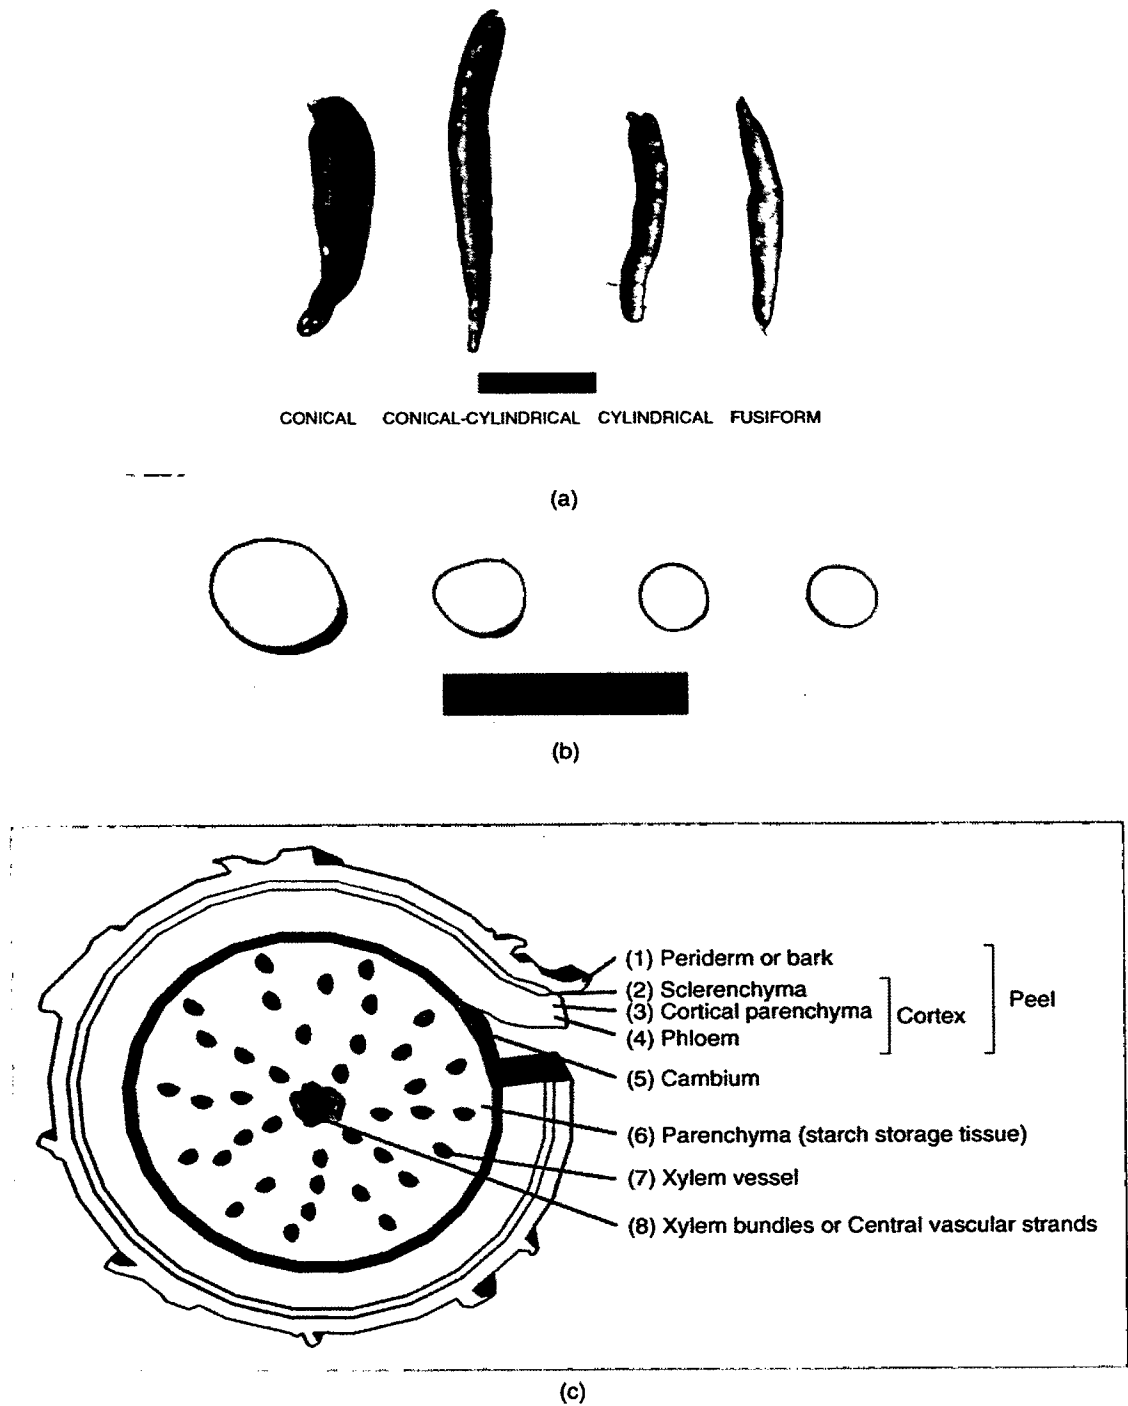 CONICAL CONICAL-CYLINDRICAL CYLINDRICAL FUSIFORM
(a)
(b)
(1) Periderm or bark
(2) Sclerenchyma
(3) Cortical parenchyma
(4) Phloem
Cortex
Peel
(5) Cambium
(6) Parenchyma (starch storage tissue)
(7) Xylem vessel
(8) Xylem bundles or Central vascular strands
(c)